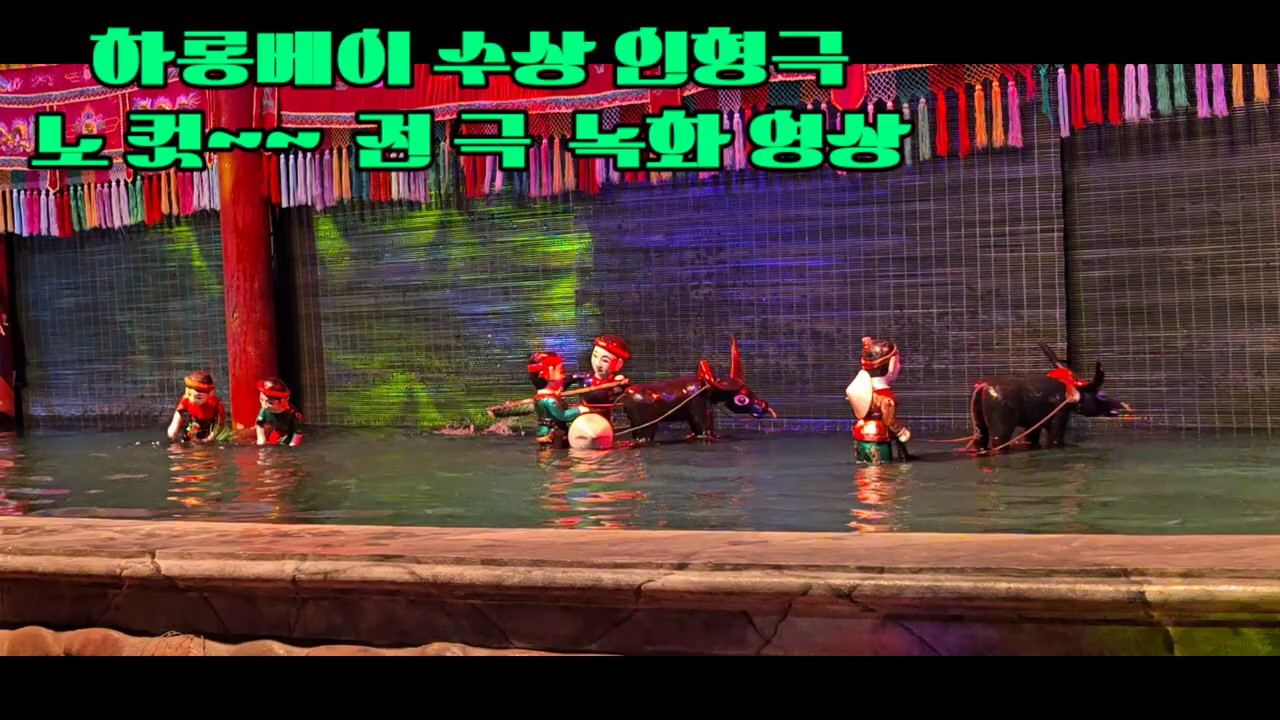 하롱베이 수상 인형극
노 컷~~ 전 극 녹화 영상